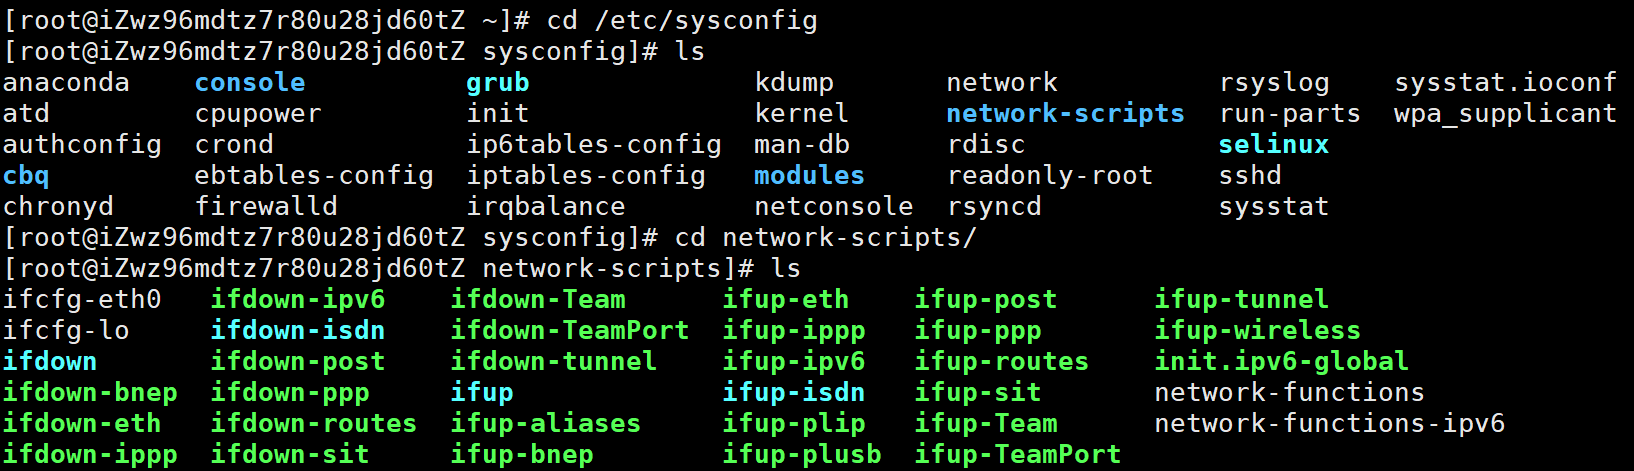 [root@iZwz96mdtz7r80u28jd60tZ ~]# cd /etc/sysconfig
[root@iZwz96mdtz7r80u28jd60tZ sysconfig]# ls
anaconda    console          grub              kdump       network          rsyslog    sysstat.ioconf
atd         cpupower         init              kernel      network-scripts  run-parts  wpa_supplicant
authconfig  crond            ip6tables-config  man-db      rdisc            selinux
cbq         ebtables-config  iptables-config   modules     readonly-root    sshd
chronyd     firewalld        irqbalance        netconsole  rsyncd           sysstat
[root@iZwz96mdtz7r80u28jd60tZ sysconfig]# cd network-scripts/
[root@iZwz96mdtz7r80u28jd60tZ network-scripts]# ls
ifcfg-eth0   ifdown-ipv6    ifdown-Team      ifup-eth    ifup-post      ifup-tunnel
ifcfg-lo     ifdown-isdn    ifdown-TeamPort  ifup-ippp   ifup-ppp       ifup-wireless
ifdown       ifdown-post    ifdown-tunnel    ifup-ipv6   ifup-routes    init.ipv6-global
ifdown-bnep  ifdown-ppp     ifup             ifup-isdn   ifup-sit       network-functions
ifdown-eth   ifdown-routes  ifup-aliases     ifup-plip   ifup-Team      network-functions-ipv6
ifdown-ippp  ifdown-sit     ifup-bnep        ifup-plusb  ifup-TeamPort